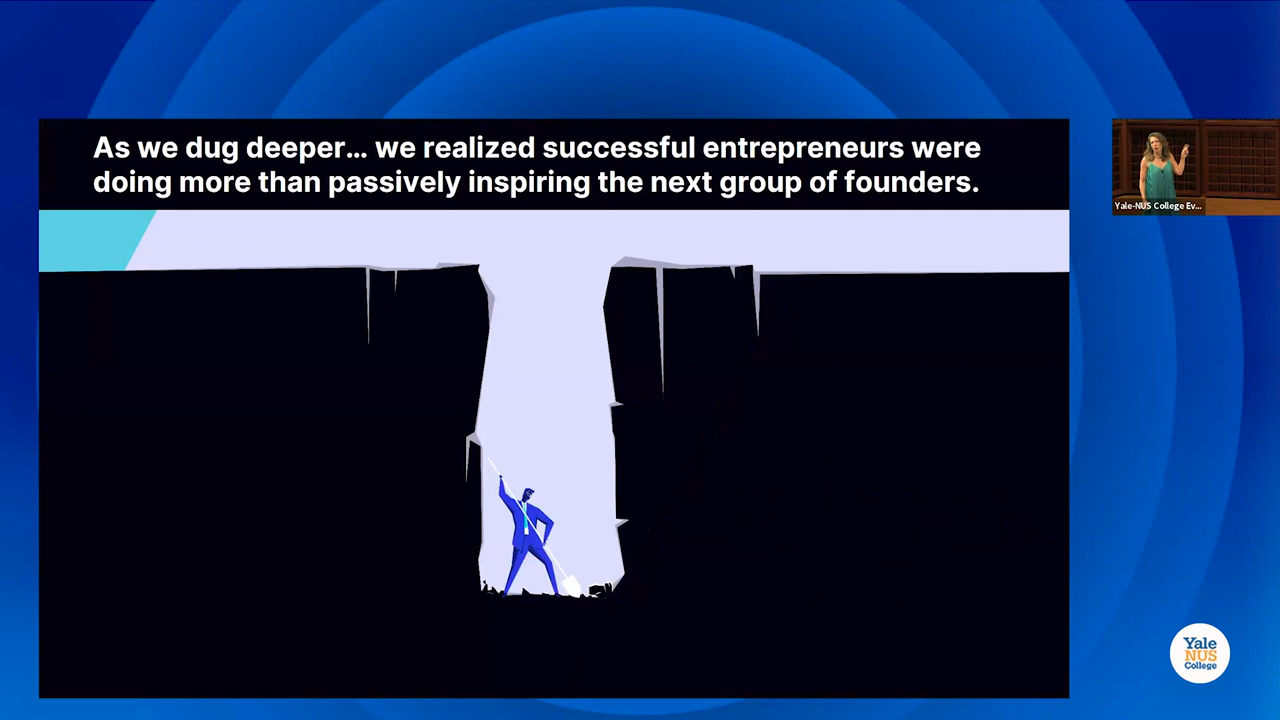 As we dug deeper... we realized successful entrepreneurs were
doing more than passively inspiring the next group of founders.
Yale-NUS College Ev...
Yale
NUS
College